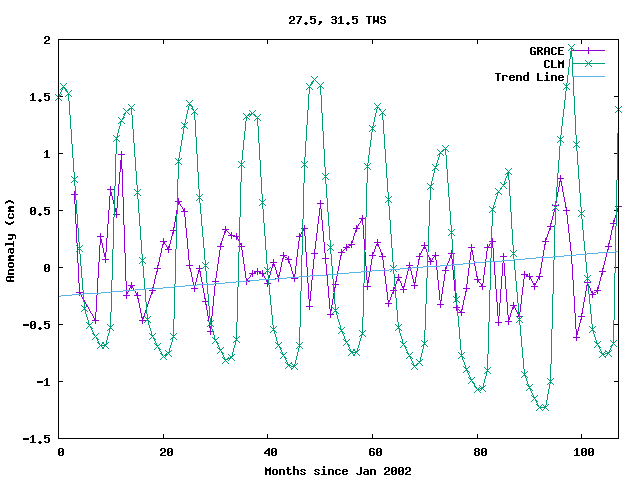 27.5, 31.5 TWS
GRACE
CLM
Trend Line
2
1.5
1
0.5
0
-0.5
-1
-1.5
Anomaly (cm)
0 20 40 60 80 100
Months since Jan 2002